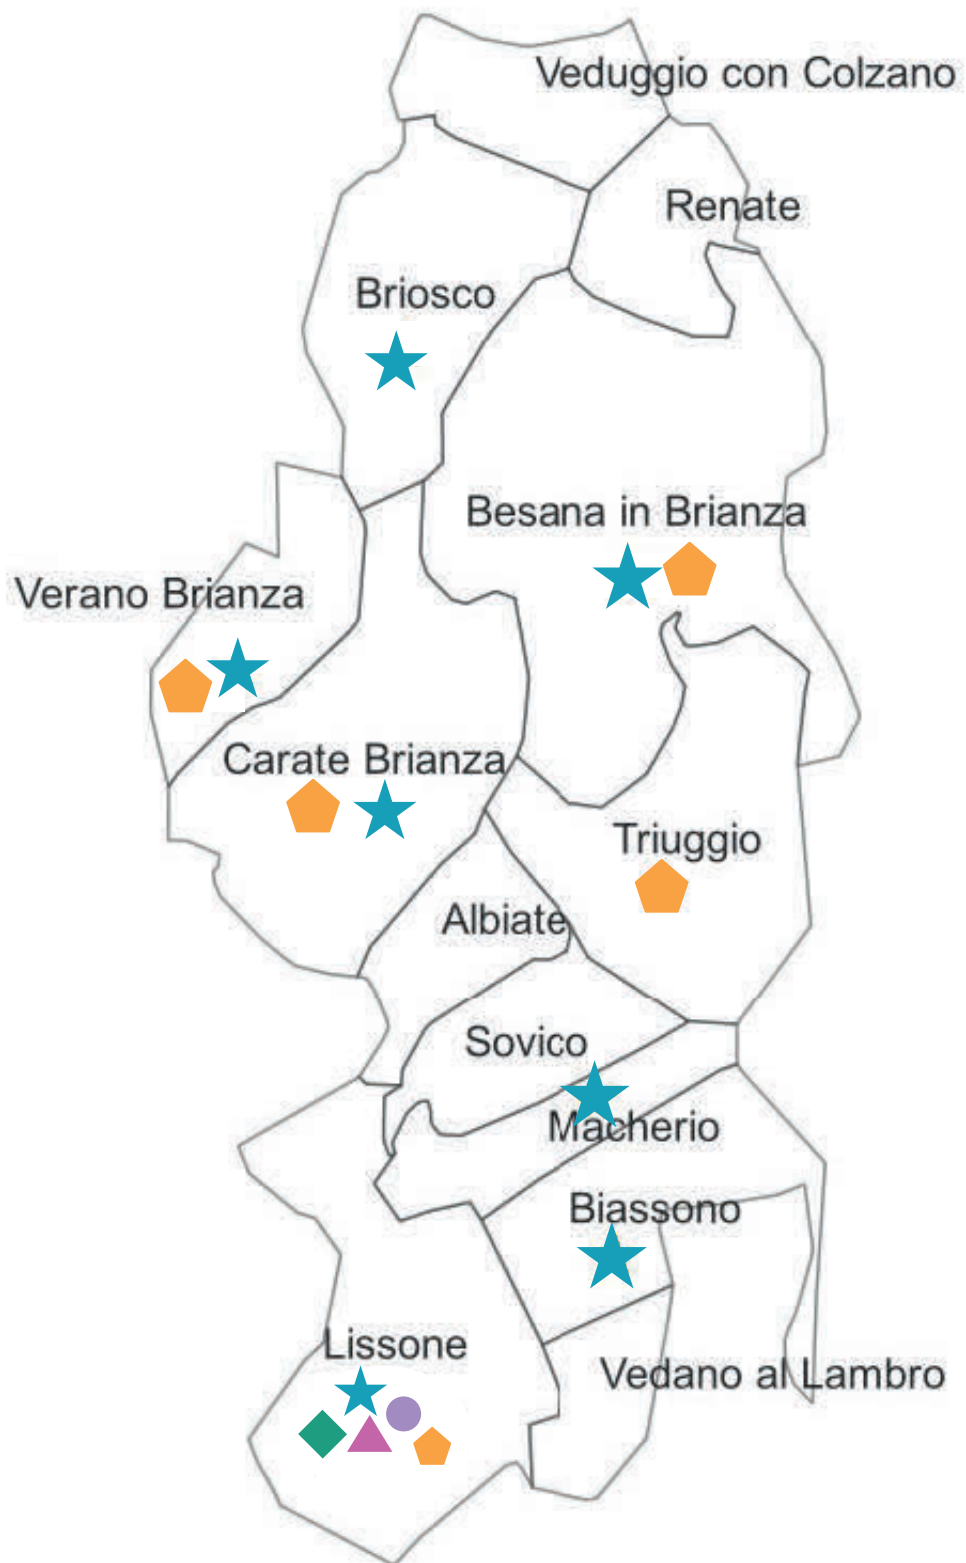 Veduggio con Colzano
Renate
Briosco
Besana in Brianza
Verano Brianza
Carate Brianza
Triuggio
Albiate
Sovico
Macherio
Biassono
Lissone
Vedano al Lambro